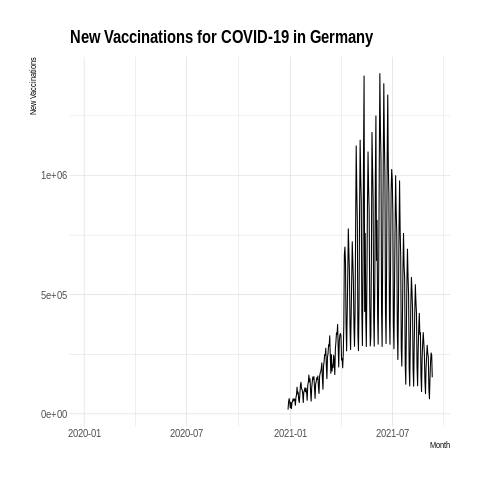 New Vaccinations for COVID-19 in Germany
New Vaccinations
1e+06
5e+05
0e+00
2020-01 2020-07 2021-01 2021-07
Month